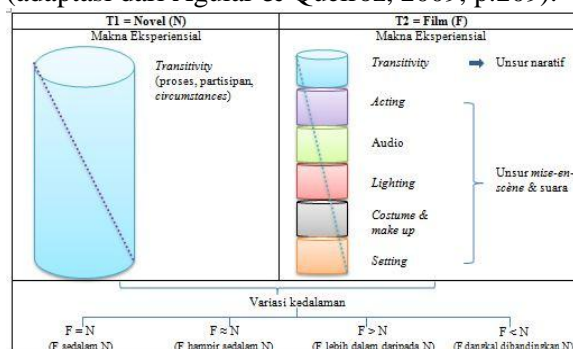 (adaptasi dari Aguiar & Queiroz, 2009, p.209).
T1 = Novel (N)
T2 = Film (F)
Makna Eksperiensial
Makna Eksperiensial
Transitivity
(proses, partisipan,
circumstances)
Transitivity
Unsur naratif
Acting
Audio
Lighting
Costume &
make up
Setting
Unsur mise-en-
scène & suara
Variasi kedalaman
F = N
F ≈ N
F > N
F < N
(F sedalam N)
(F hampir sedalam N)
(F lebih dalam daripada N)
(F dangkal dibandingkan N)